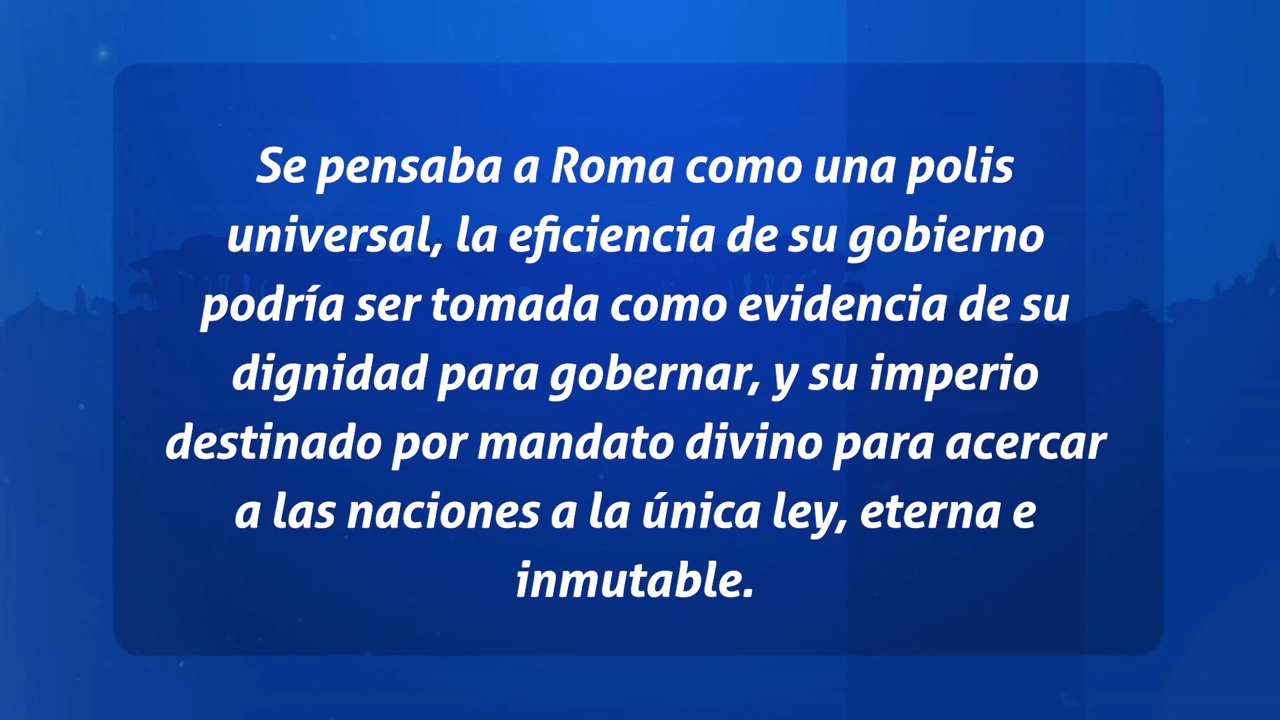 Se pensaba a Roma como una polis
universal, la eficiencia de su gobierno
podría ser tomada como evidencia de su
dignidad para gobernar, y su imperio
destinado por mandato divino para acercar
a las naciones a la única ley, eterna e
inmutable.